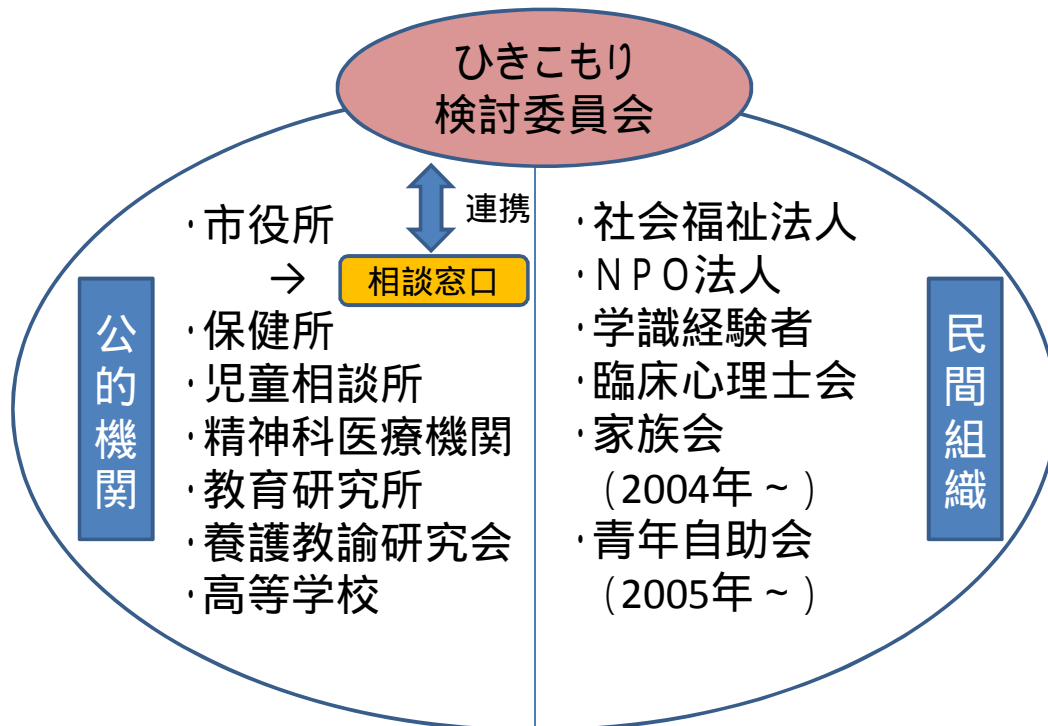 ひきこもり
検討委員会
連携
公的機関
・市役所
→ 相談窓口
・保健所
・児童相談所
・精神科医療機関
・教育研究所
・養護教諭研究会
・高等学校
・社会福祉法人
・ＮＰＯ法人
・学識経験者
・臨床心理士会
・家族会
（2004年～）
・青年自助会
（2005年～）
民間組織